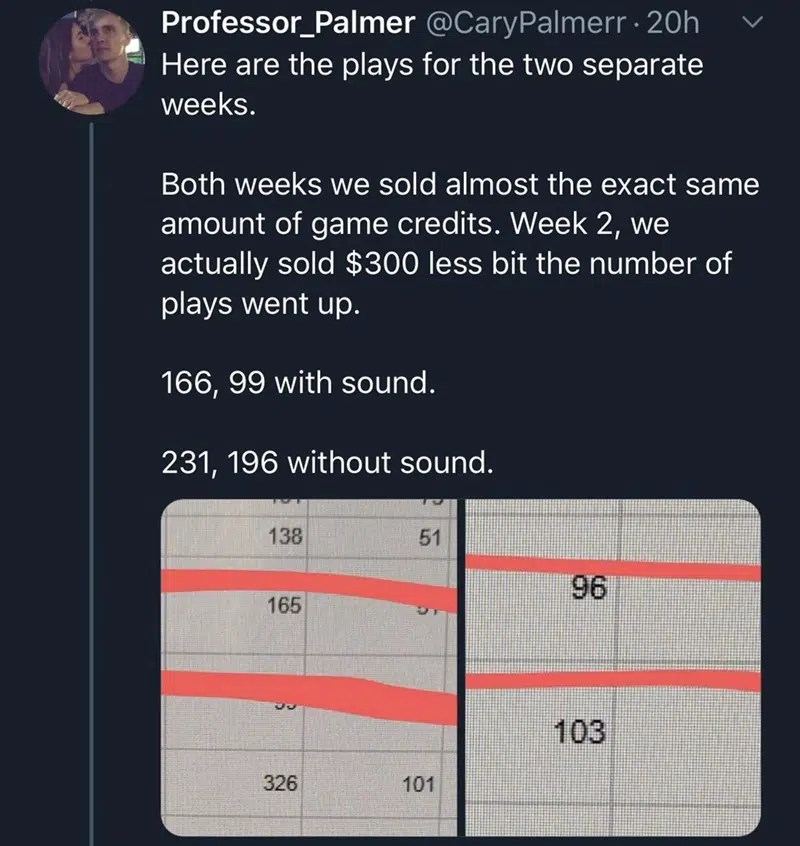 Professor_Palmer @CaryPalmerr · 20h
Here are the plays for the two separate
weeks.
Both weeks we sold almost the exact same
amount of game credits. Week 2, we
actually sold $300 less bit the number of
plays went up.
166, 99 with sound.
231, 196 without sound.
138 51
165
326 101
96
103